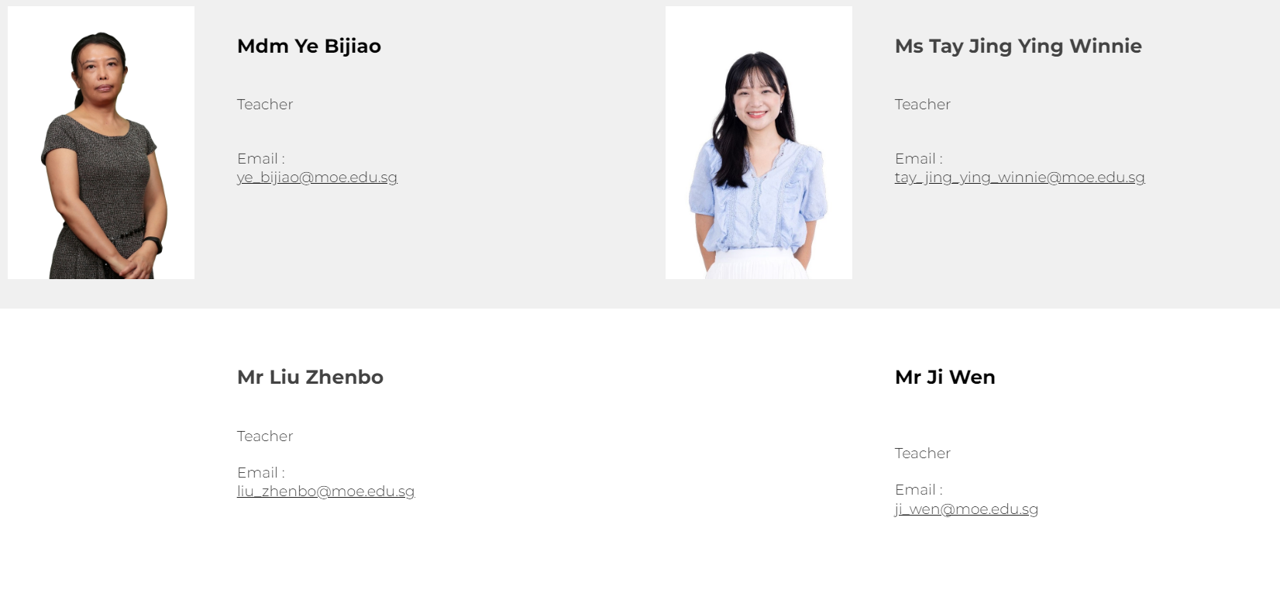 Mdm Ye Bijiao
Teacher
Email :
ye_bijiao@moe.edu.sg
Ms Tay Jing Ying Winnie
Teacher
Email :
tay_jing_ying_winnie@moe.edu.sg
Mr Liu Zhenbo
Teacher
Email :
liu_zhenbo@moe.edu.sg
Mr Ji Wen
Teacher
Email :
ji_wen@moe.edu.sg